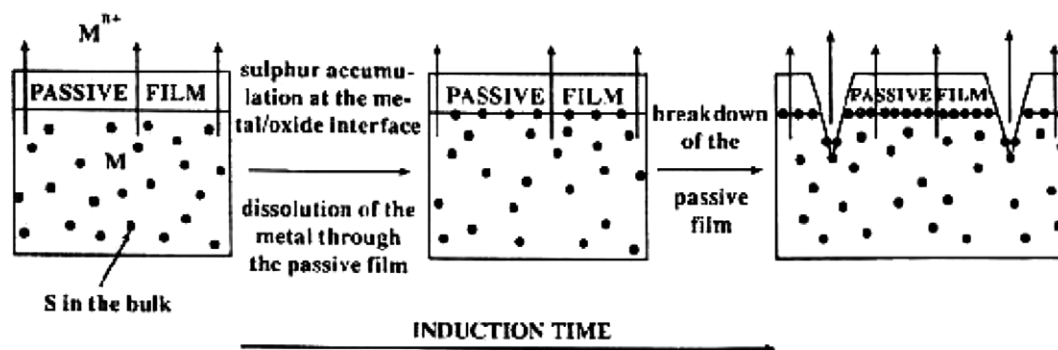 Mⁿ⁺
PASSIVE FILM
M
S in the bulk
sulphur accumu-
lation at the me-
tal/oxide interface
dissolution of the
metal through
the passive film
PASSIVE FILM
breakdown
of the
passive
film
PASSIVE FILM
INDUCTION TIME